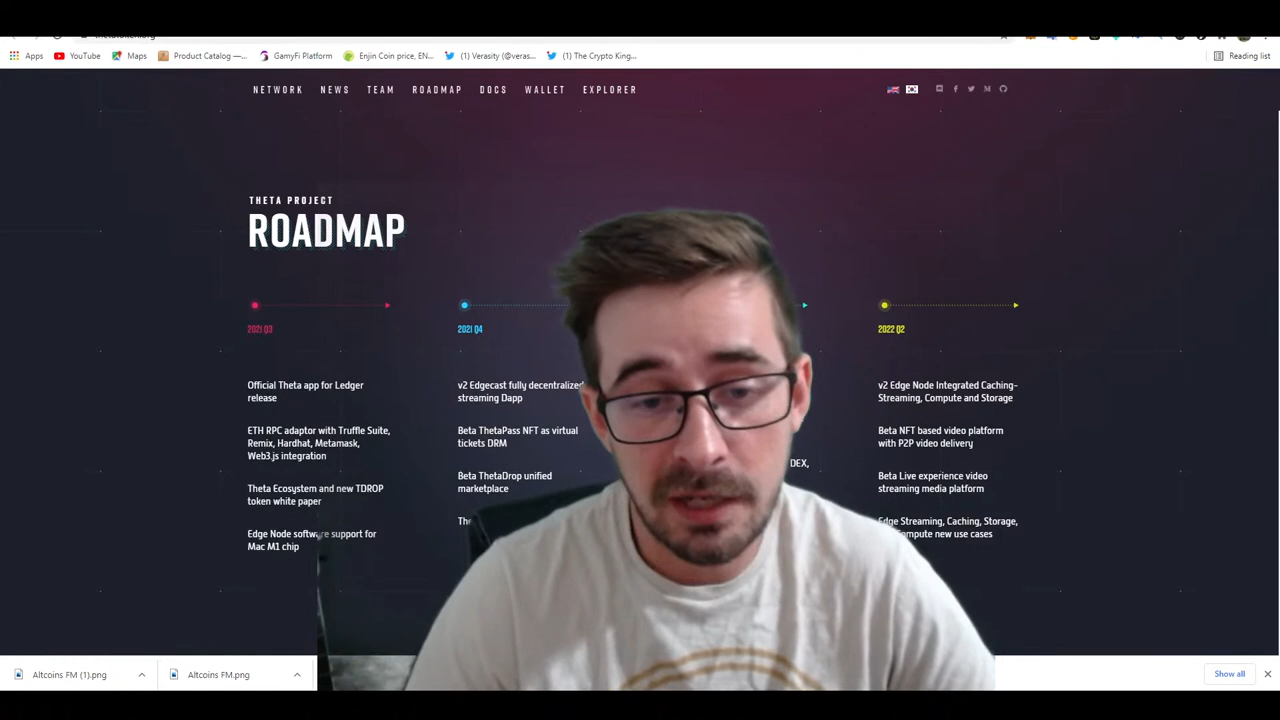 Apps
YouTube
Maps
Product Catalog —...
GamyFi Platform
Enjin Coin price, EN...
(1) Verasity (@veras...
(1) The Crypto King...
Reading list
NETWORK NEWS TEAM ROADMAP DOCS WALLET EXPLORER
THETA PROJECT
ROADMAP
2021 Q3
Official Theta app for Ledger
release
ETH RPC adaptor with Truffle Suite,
Remix, Hardhat, Metamask,
Web3.js integration
Theta Ecosystem and new TDROP
token white paper
Edge Node software support for
Mac M1 chip
2021 Q4
v2 Edgecast fully decentralized
streaming Dapp
Beta ThetaPass NFT as virtual
tickets DRM
Beta ThetaDrop unified
marketplace
DEX,
2022 Q2
v2 Edge Node Integrated Caching-
Streaming, Compute and Storage
Beta NFT based video platform
with P2P video delivery
Beta Live experience video
streaming media platform
Edge Streaming, Caching, Storage,
Compute new use cases
Altcoins FM (1).png
Altcoins FM.png
Show all